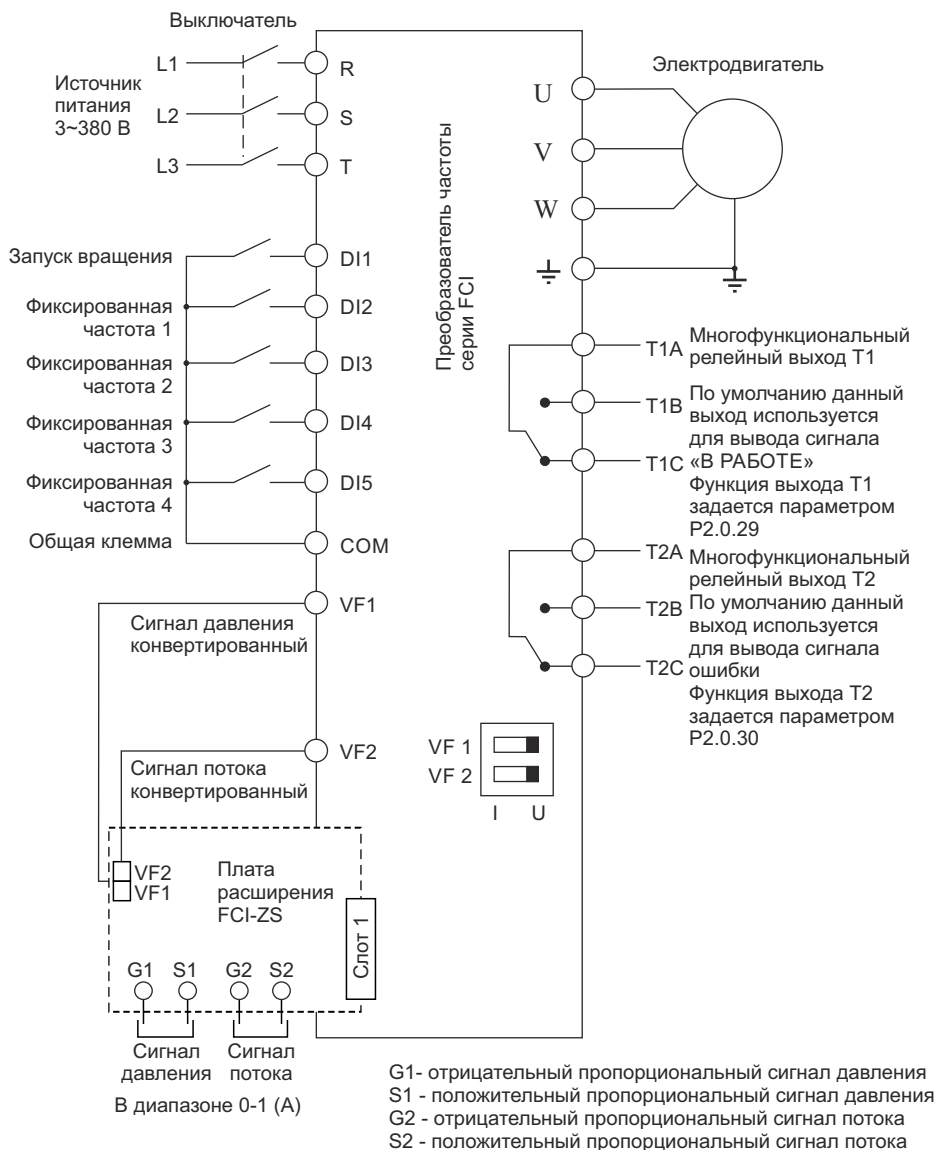 Выключатель
L1
R
Источник
питания
3~380 В
L2
S
L3
T
Преобразователь частоты
серии FCI
Электродвигатель
U
V
W
Запуск вращения
DI1
Фиксированная
частота 1
DI2
Фиксированная
частота 2
DI3
Фиксированная
частота 3
DI4
Фиксированная
частота 4
DI5
Общая клемма
COM
T1A
Многофункциональный
релейный выход T1
T1B
По умолчанию данный
выход используется
для вывода сигнала
T1C
«В РАБОТЕ»
Функция выхода T1
задается параметром
P2.0.29
T2A
Многофункциональный
релейный выход T2
T2B
По умолчанию данный
выход используется
для вывода сигнала
T2C
ошибки
Функция выхода T2
задается параметром
P2.0.30
VF1
Сигнал давления
конвертированный
VF2
Сигнал потока
конвертированный
VF 1
VF 2
I U
VF2
VF1
Плата
расширения
FCI-ZS
Слот 1
G1 S1 G2 S2
Сигнал
давления
Сигнал
потока
В диапазоне 0-1 (А)
G1- отрицательный пропорциональный сигнал давления
S1 - положительный пропорциональный сигнал давления
G2 - отрицательный пропорциональный сигнал потока
S2 - положительный пропорциональный сигнал потока